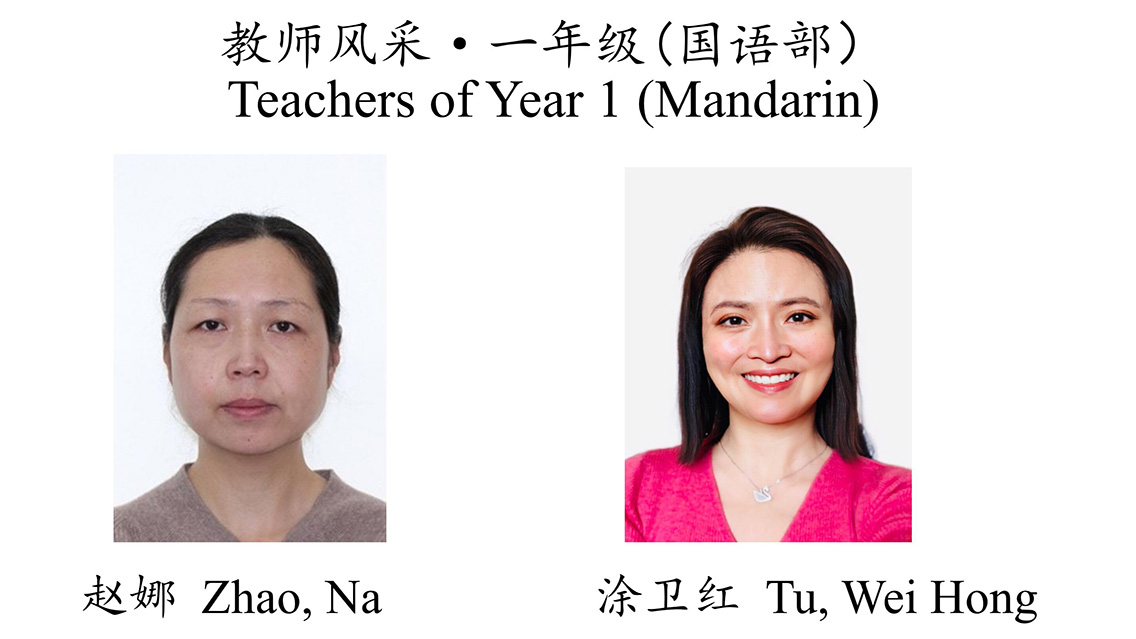 教师风采·一年级(国语部)
Teachers of Year 1 (Mandarin)
赵娜 Zhao, Na
涂卫红 Tu, Wei Hong